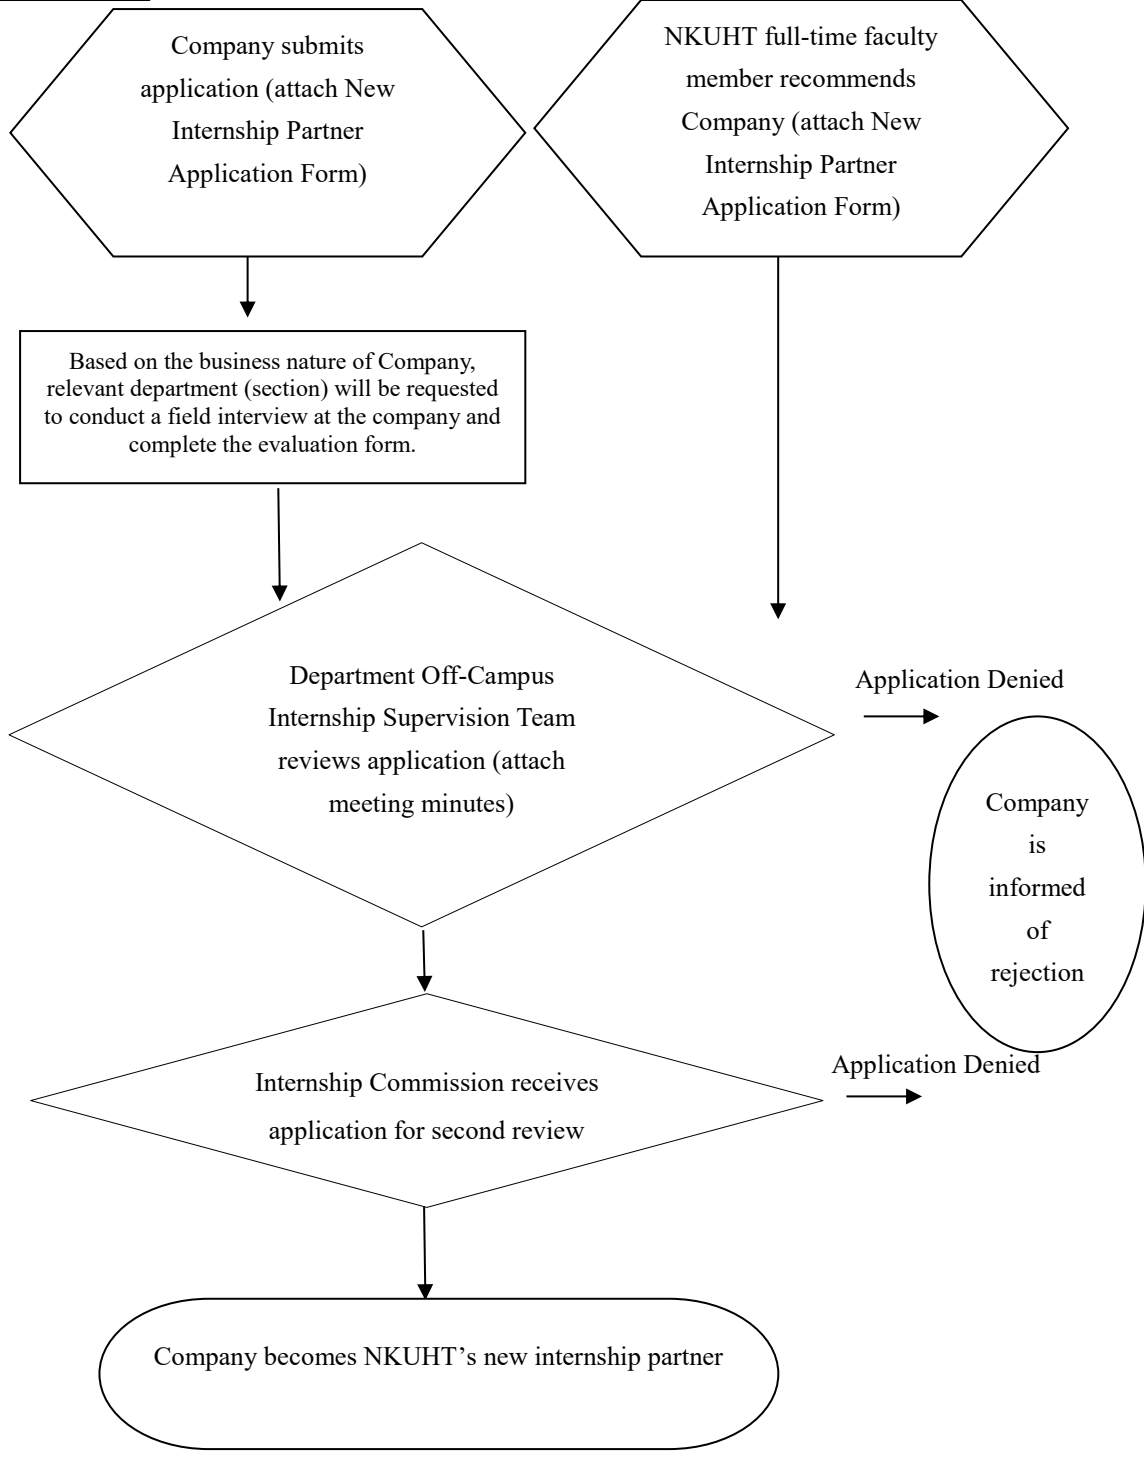 Company submits
application (attach New
Internship Partner
Application Form)
NKUHT full-time faculty
member recommends
Company (attach New
Internship Partner
Application Form)
Based on the business nature of Company,
relevant department (section) will be requested
to conduct a field interview at the company and
complete the evaluation form.
Department Off-Campus
Internship Supervision Team
reviews application (attach
meeting minutes)
Application Denied
Company
is
informed
of
rejection
Internship Commission receives
application for second review
Application Denied
Company becomes NKUHT’s new internship partner